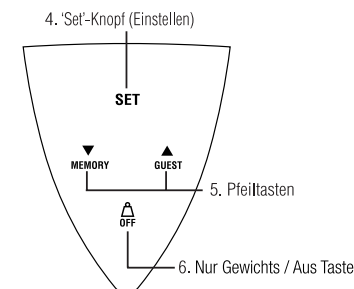 4. 'Set'-Knopf (Einstellen)
SET
▼ ▲
MEMORY GUEST
5. Pfeiltasten
OFF
6. Nur Gewichts / Aus Taste